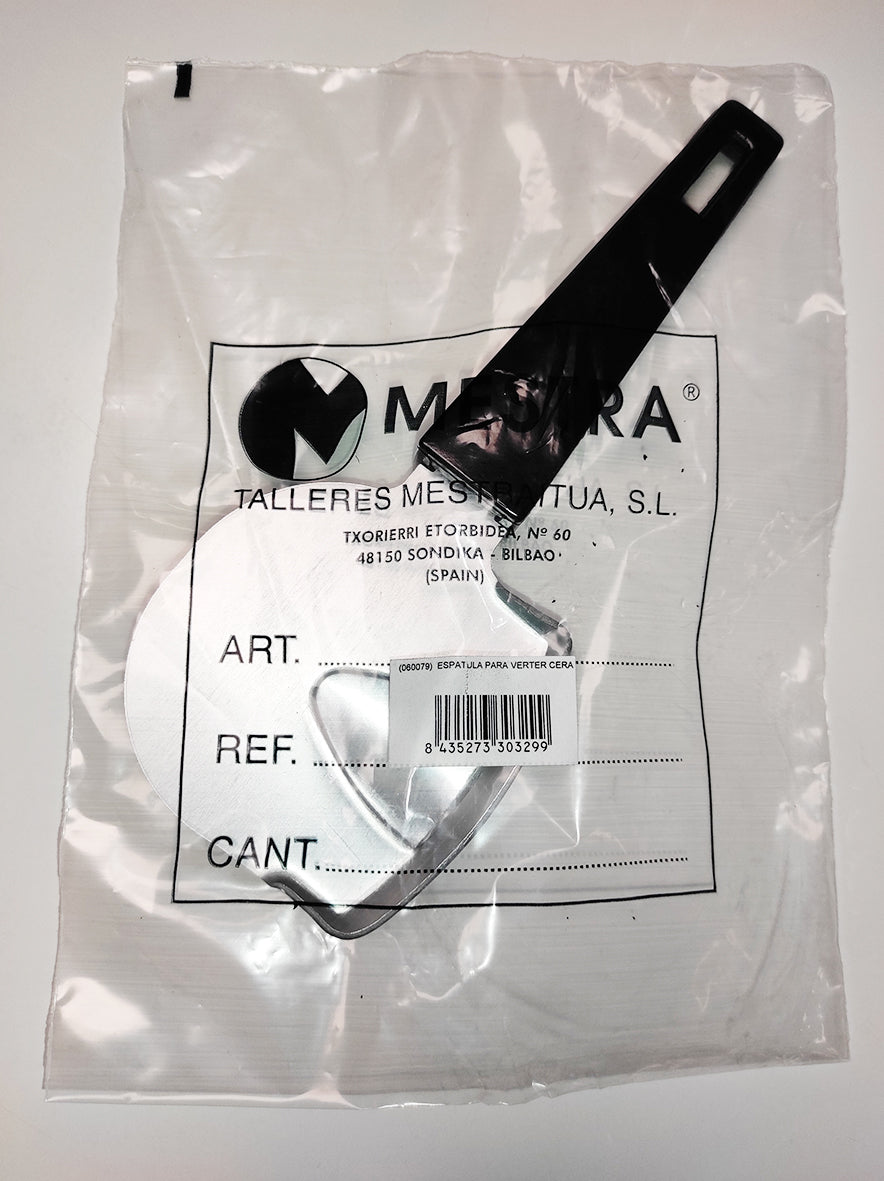 MESTRA®
TALLERES MESTRAITUA, S.L.
TXORIERRI ETORBIDEA, Nº 60
48150 SONDIKA - BILBAO
(SPAIN)
ART.
(060079) ESPATULA PARA VERTER CERA
8 435273 303299
REF.
CANT.